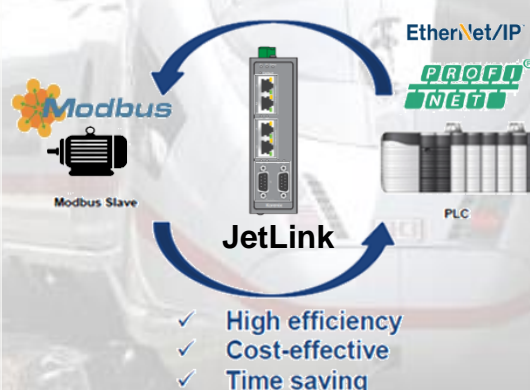 EtherNet/IP
PROFI
NET®
Modbus
Modbus Slave
PLC
JetLink
✓ High efficiency
✓ Cost-effective
✓ Time saving